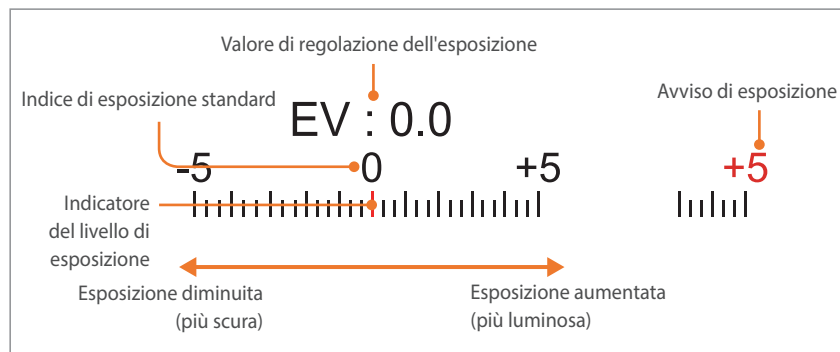 Valore di regolazione dell'esposizione
Indice di esposizione standard
Avviso di esposizione
EV : 0.0
-5 0 +5 +5
Indicatore
del livello di
esposizione
Esposizione diminuita
(più scura)
Esposizione aumentata
(più luminosa)